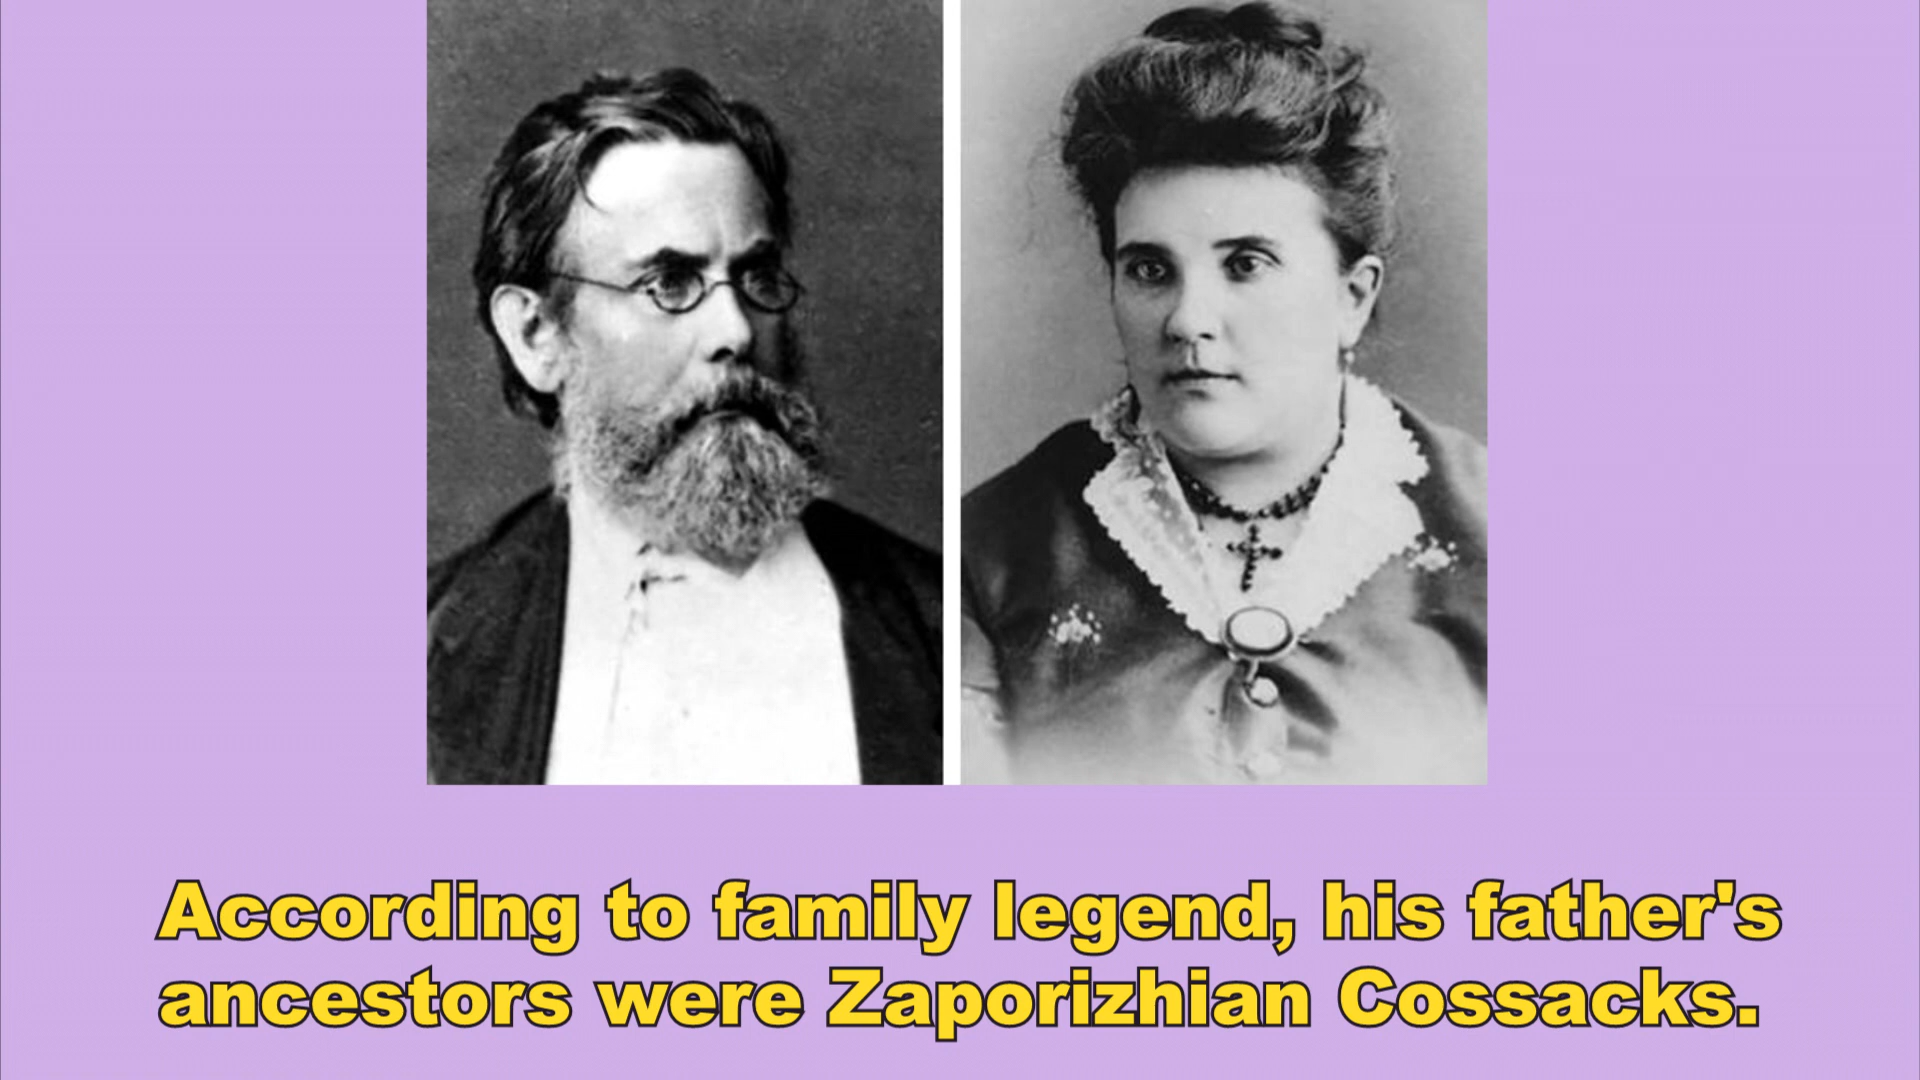 According to family legend, his father's
ancestors were Zaporizhian Cossacks.